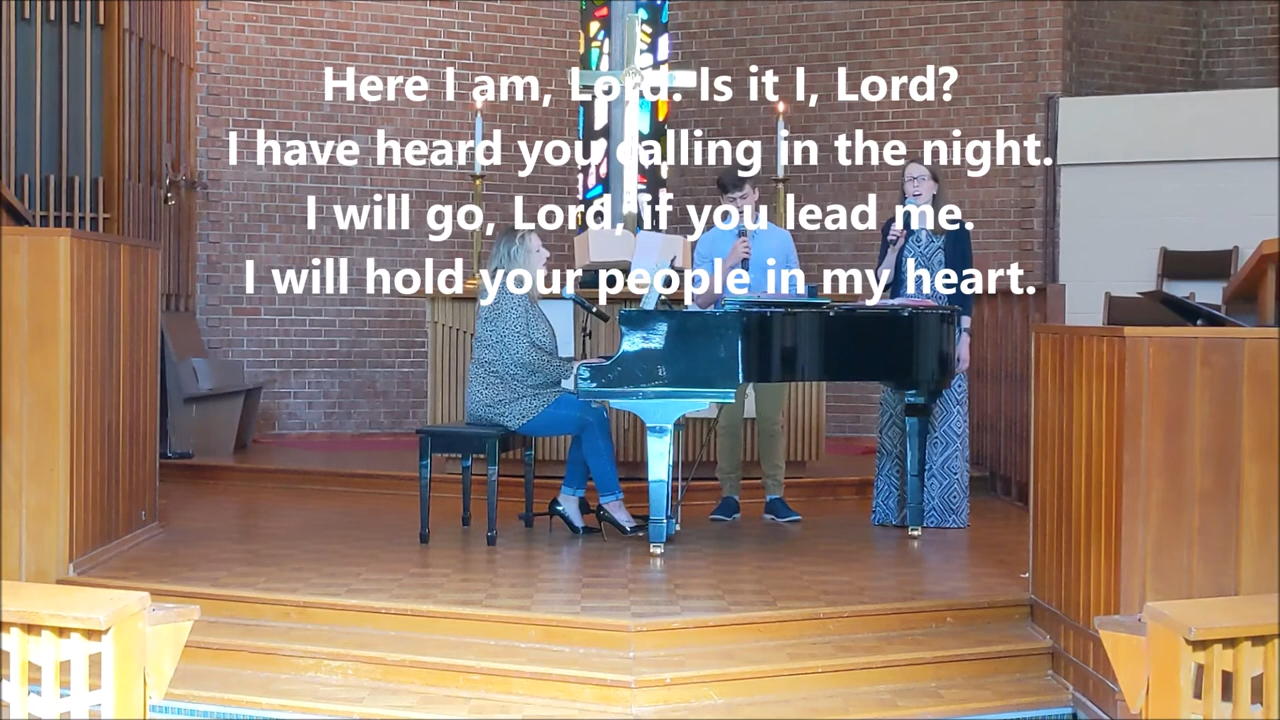 Here I am, Lord. Is it I, Lord?
I have heard you calling in the night.
I will go, Lord, if you lead me.
I will hold your people in my heart.